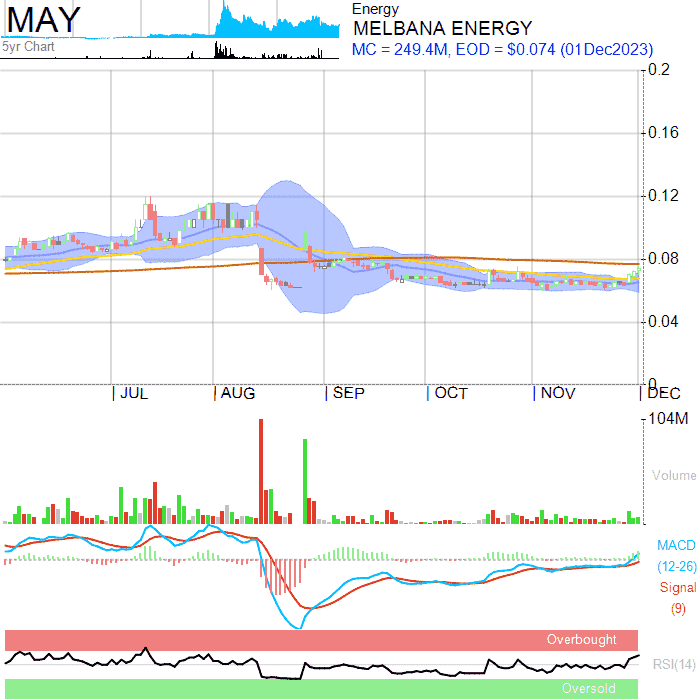 MAY
5yr Chart
Energy
MELBANA ENERGY
MC = 249.4M, EOD = $0.074 (01Dec2023)
0.2
0.16
0.12
0.08
0.04
0
JUL
AUG
SEP
OCT
NOV
DEC
104M
Volume
MACD
(12-26)
Signal
(9)
Overbought
RSI(14)
Oversold